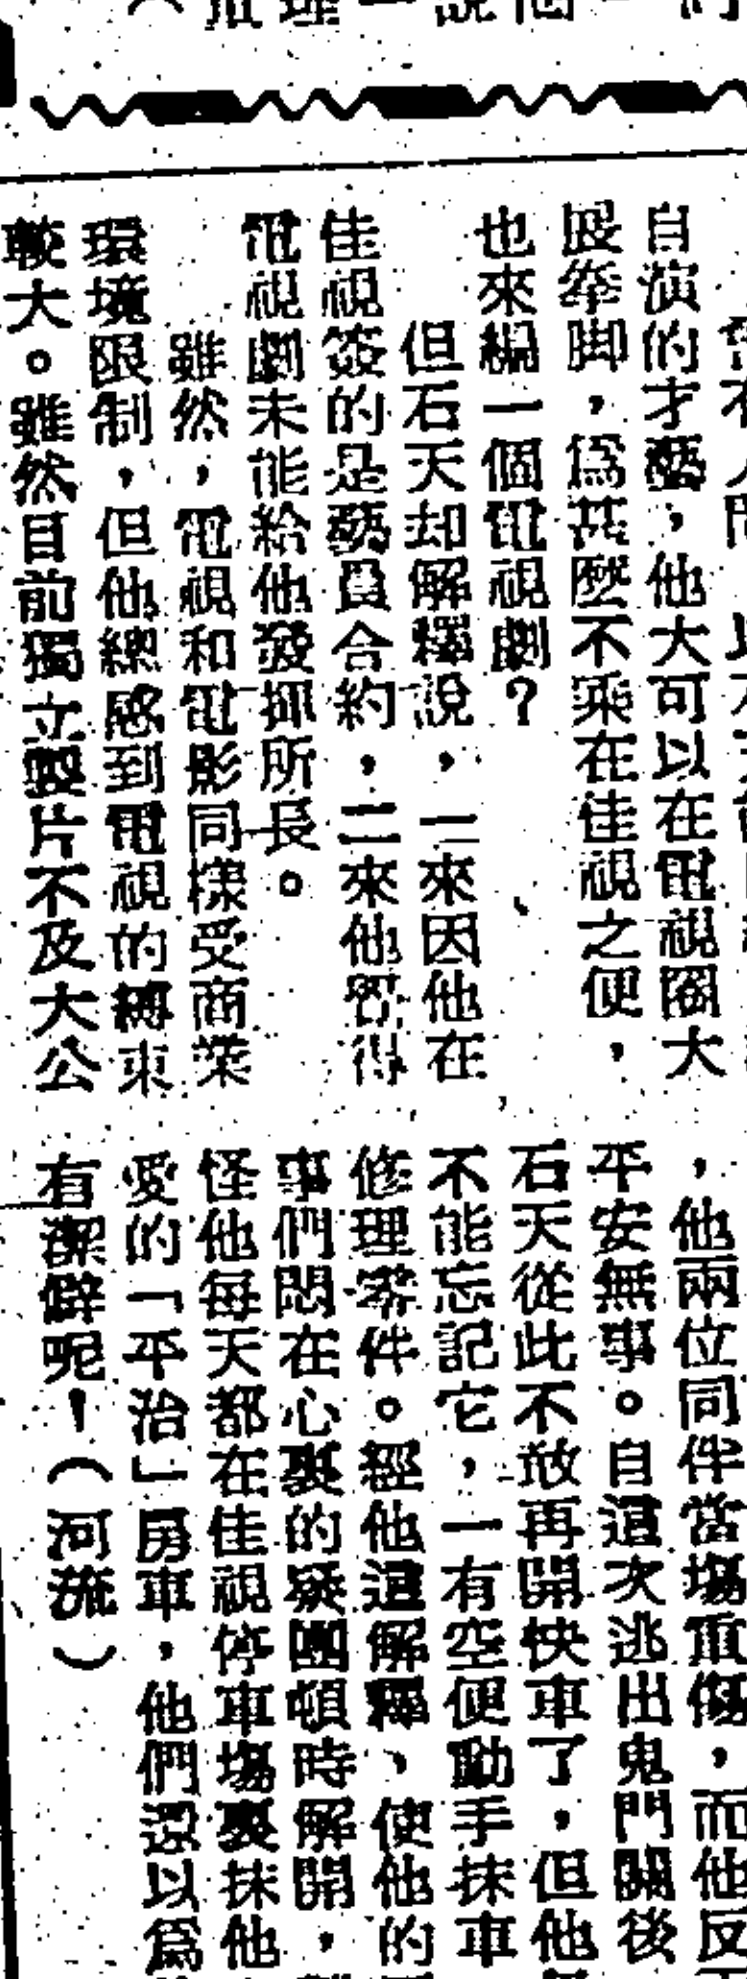 自演的才藝，他大可以在電視圈大
展拳脚，爲甚麼不乘在佳視之便，
也來編一個電視劇？
但石天却解釋說，一來因他在
佳視簽的是藝員合約，二來他習得
電視劇未能給他發揮所長。
雖然，電視和電影同樣受商業
環境限制，但他總感到電視的縛束
較大。雖然目前獨立製片不及大公
，他兩位同伴當場重傷，而他反
平安無事。自這次逃出鬼門關後
石天從此不敢再開快車了，但他
不能忘記它，一有空便動手抹車
修理零件。經他這解釋、使他的
事們悶在心裏的疑團頓時解開，
怪他每天都在佳視停車場裏抹他
愛的「平治」房車，他們還以爲
有潔僻呢！（河流）